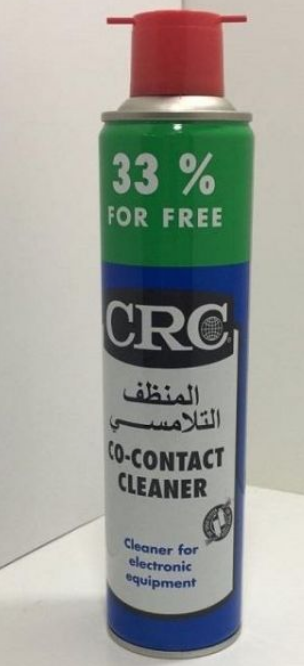 33 %
FOR FREE
CRC
المنظف
التلامسي
CO-CONTACT
CLEANER
Cleaner for
electronic
equipment